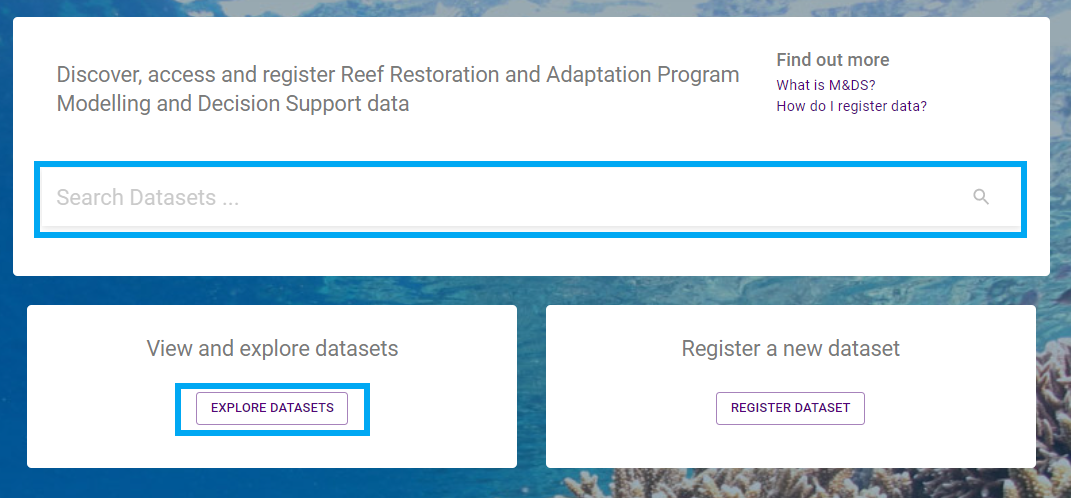 Discover, access and register Reef Restoration and Adaptation Program
Modelling and Decision Support data
Find out more
What is M&DS?
How do I register data?
Search Datasets ...
View and explore datasets
EXPLORE DATASETS
Register a new dataset
REGISTER DATASET